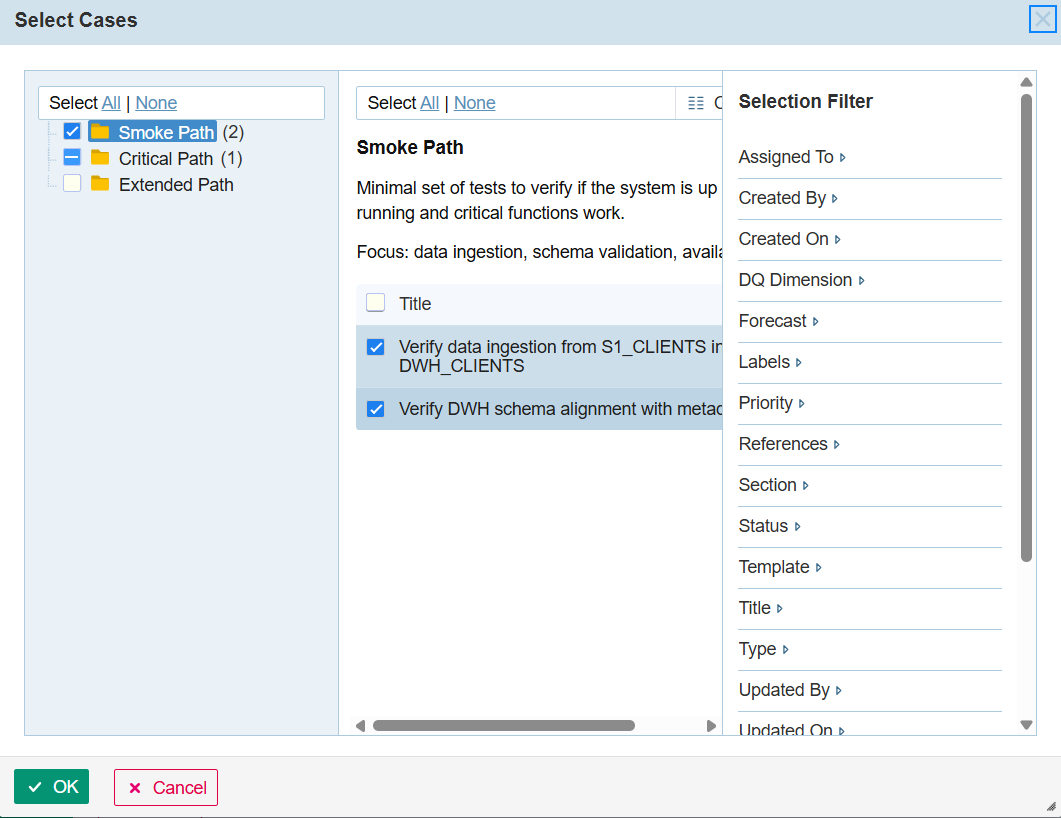 Select Cases
Select All | None
Smoke Path (2)
Critical Path (1)
Extended Path
Select All | None
Smoke Path
Minimal set of tests to verify if the system is up
running and critical functions work.
Focus: data ingestion, schema validation,
Title
Verify data ingestion from S1_CLIENTS
DWH_CLIENTS
Verify DWH schema alignment with
Selection Filter
Assigned To
Created By
Created On
DQ Dimension
Forecast
Labels
Priority
References
Section
Status
Template
Title
Type
Updated By
Updated On
OK
Cancel